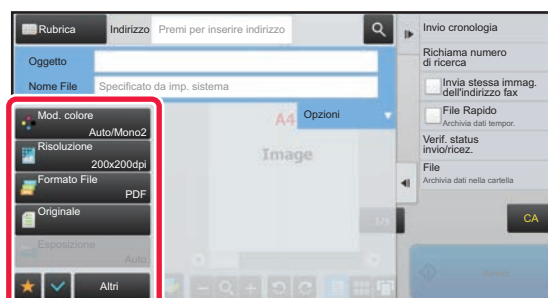 Rubrica
Indirizzo
Premi per inserire indirizzo
Oggetto
Nome File
Specificato da imp. sistema
Mod. colore
Auto/Mono2
Risoluzione
200x200dpi
Formato File
PDF
Originale
Esposizione
Auto
Altri
A4
Opzioni
Image
1/3
Invio cronologia
Richiama numero
di ricerca
Invia stessa immag.
dell'indirizzo fax
File Rapido
Archivia dati tempor.
Verif. status
invio/ricez.
File
Archivia dati nella cartella
CA